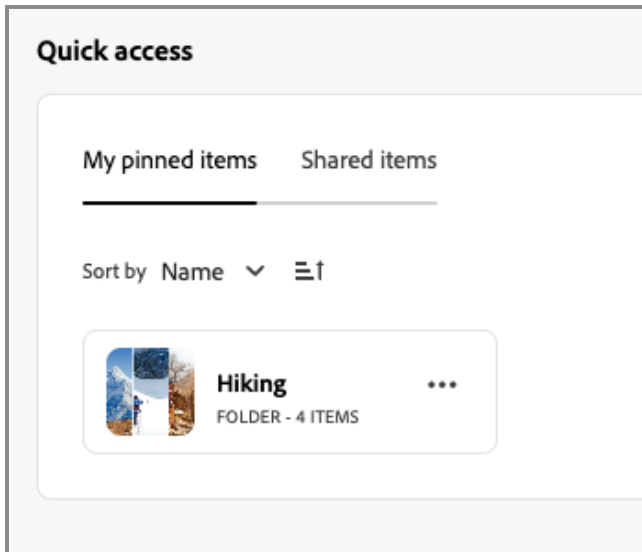 Quick access
My pinned items Shared items
Sort by Name
Hiking
FOLDER - 4 ITEMS